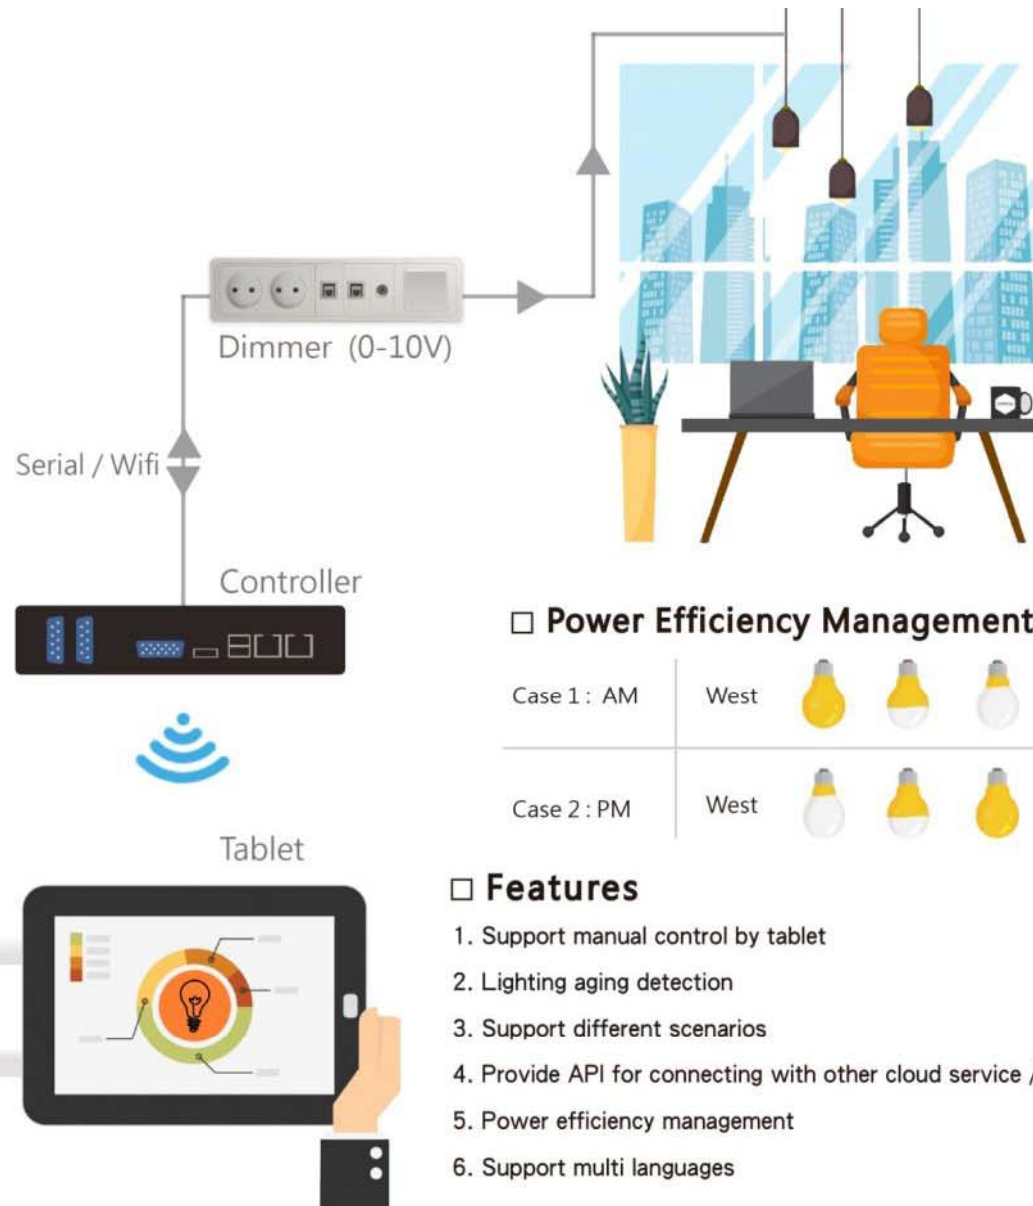 Dimmer (0-10V)
Serial / Wifi
Controller
□ Power Efficiency Management
Case 1 : AM West
Case 2 : PM West
Tablet
□ Features
1. Support manual control by tablet
2. Lighting aging detection
3. Support different scenarios
4. Provide API for connecting with other cloud service /
5. Power efficiency management
6. Support multi languages